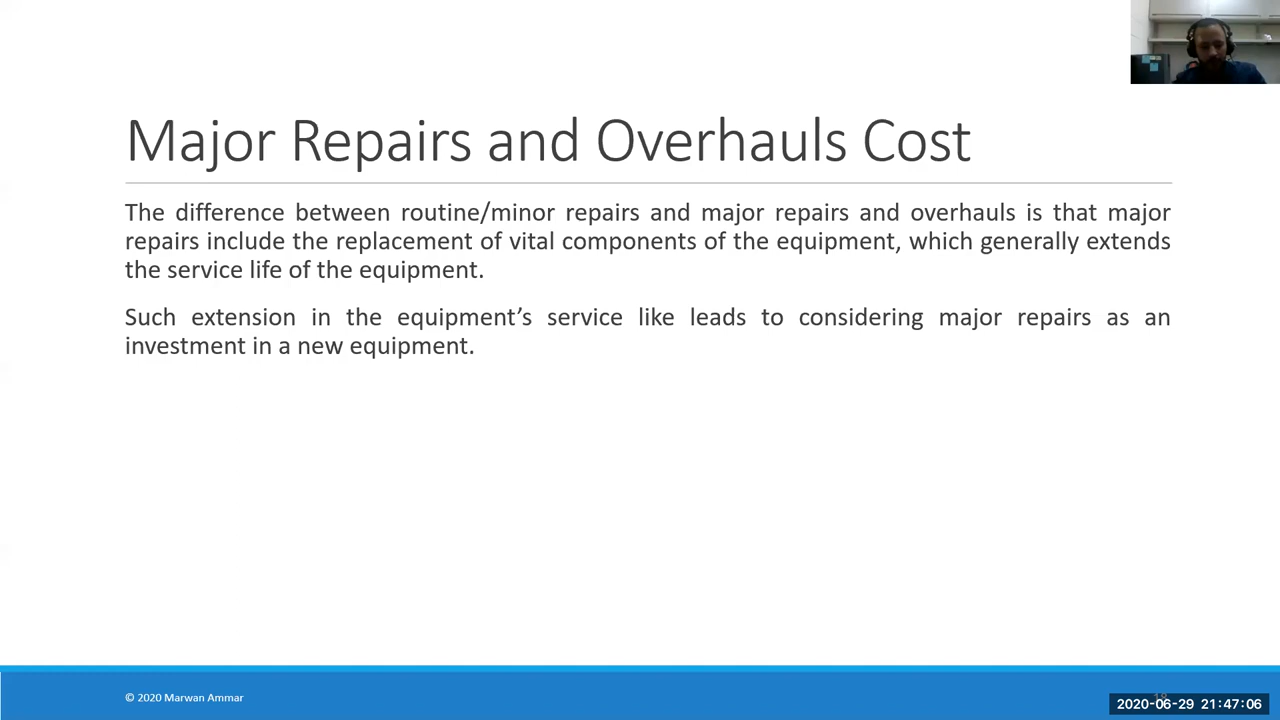 Major Repairs and Overhauls Cost
The difference between routine/minor repairs and major repairs and overhauls is that major
repairs include the replacement of vital components of the equipment, which generally extends
the service life of the equipment.
Such extension in the equipment’s service like leads to considering major repairs as an
investment in a new equipment.
© 2020 Marwan Ammar
2020-06-29 21:47:06